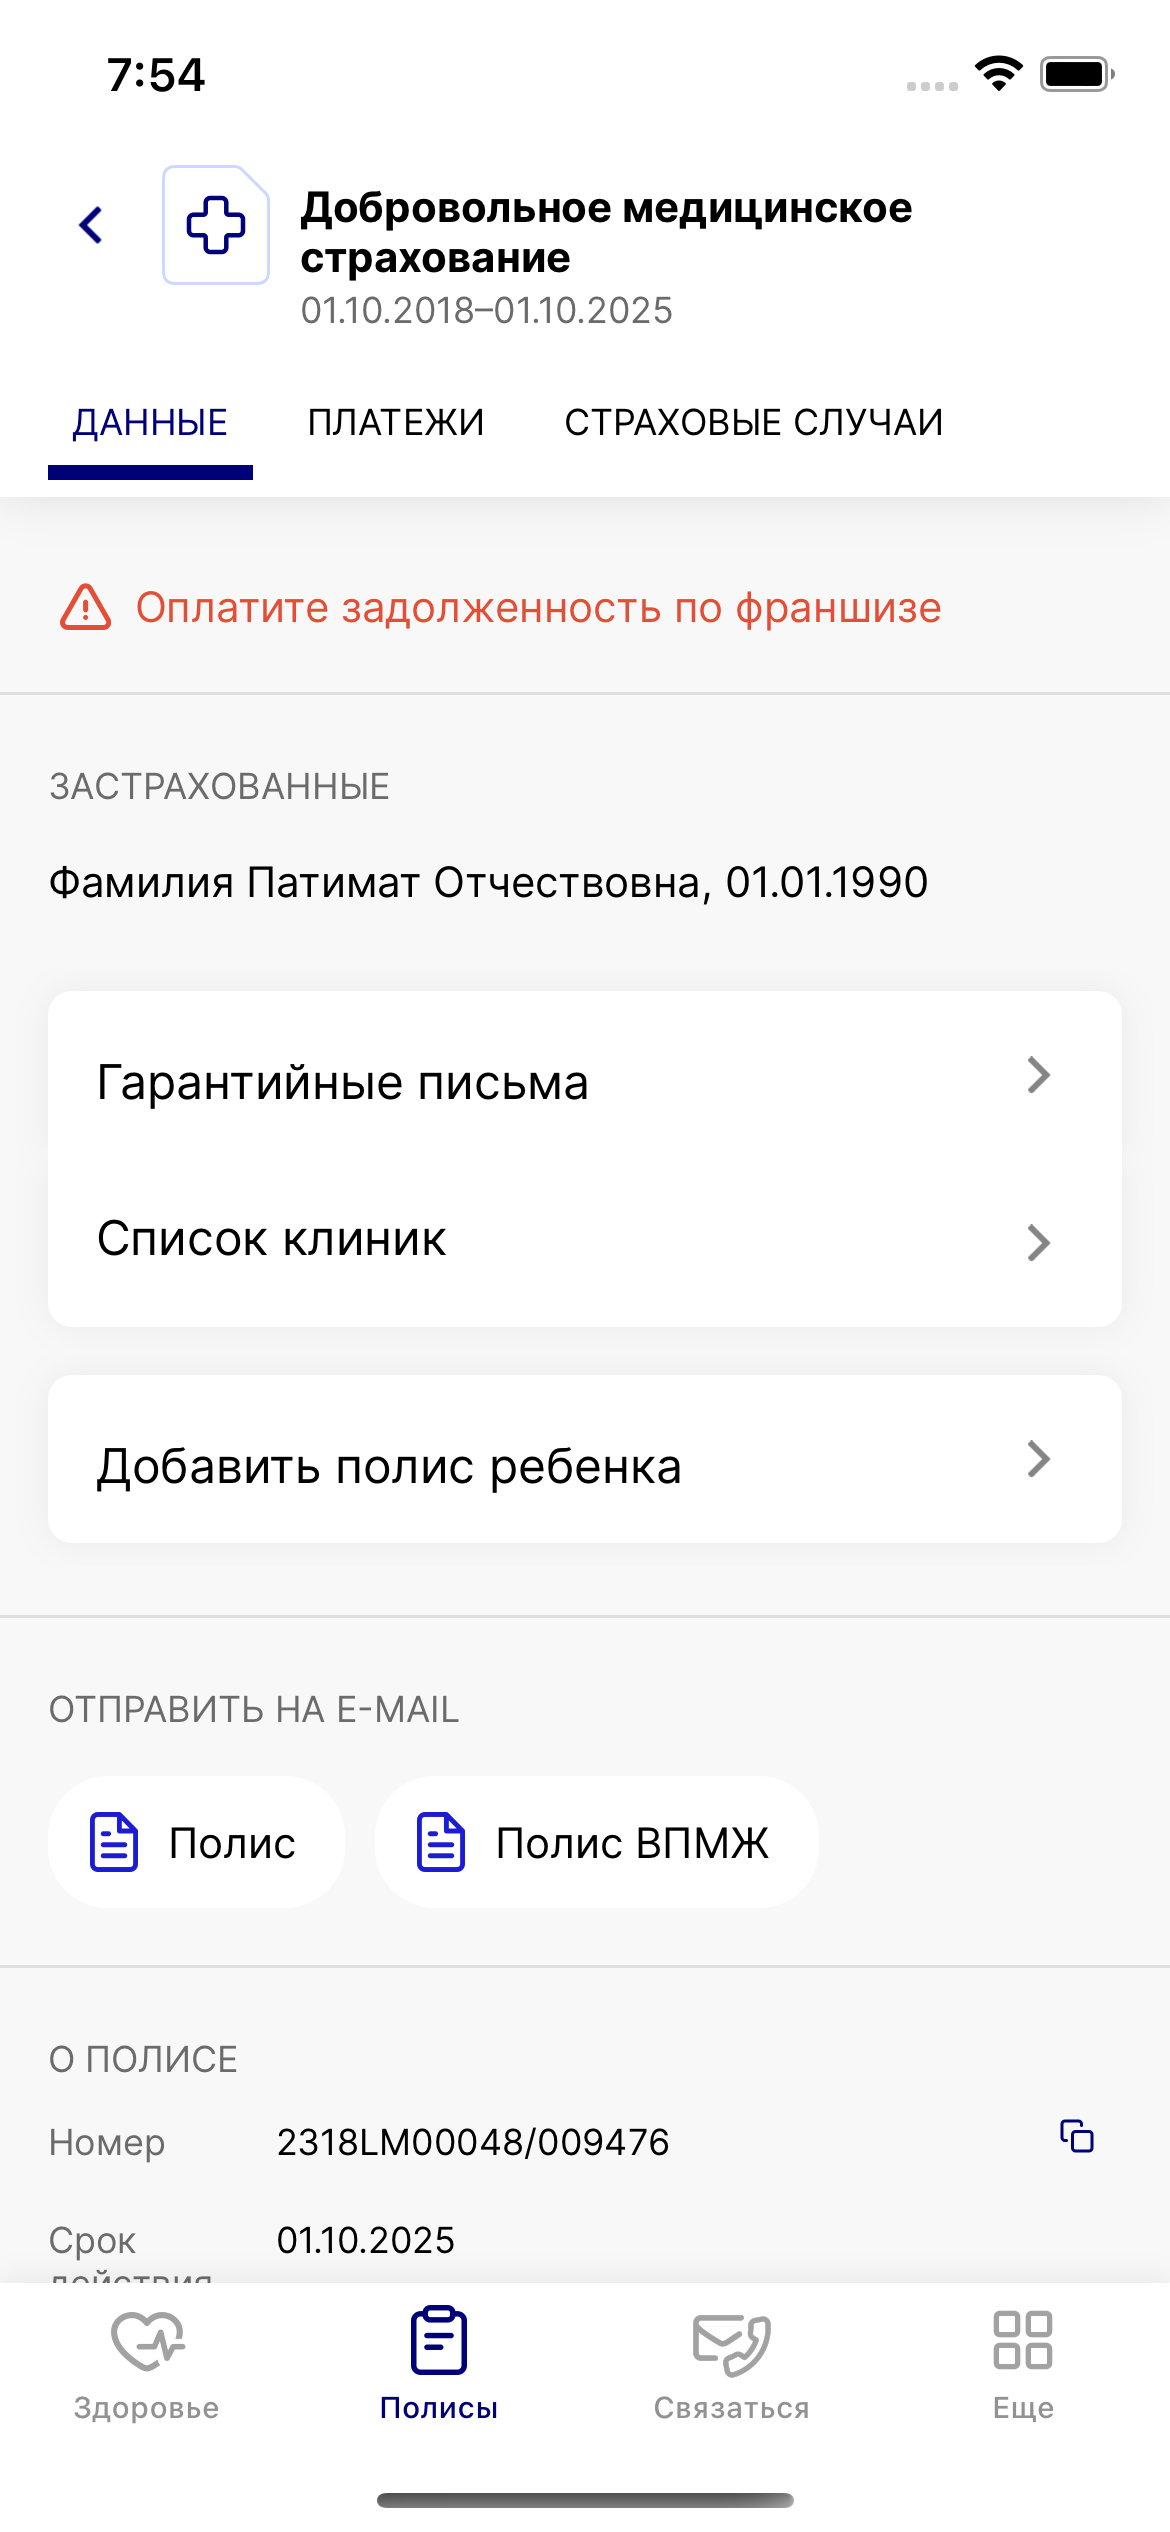 7:54
Добровольное медицинское
страхование
01.10.2018–01.10.2025
ДАННЫЕ ПЛАТЕЖИ СТРАХОВЫЕ СЛУЧАИ
Оплатите задолженность по франшизе
ЗАСТРАХОВАННЫЕ
Фамилия Патимат Отчествовна, 01.01.1990
Гарантийные письма
Список клиник
Добавить полис ребенка
ОТПРАВИТЬ НА E-MAIL
Полис Полис ВПМЖ
О ПОЛИСЕ
Номер 2318LM00048/009476
Срок 01.10.2025
действия
Здоровье Полисы Связаться Еще